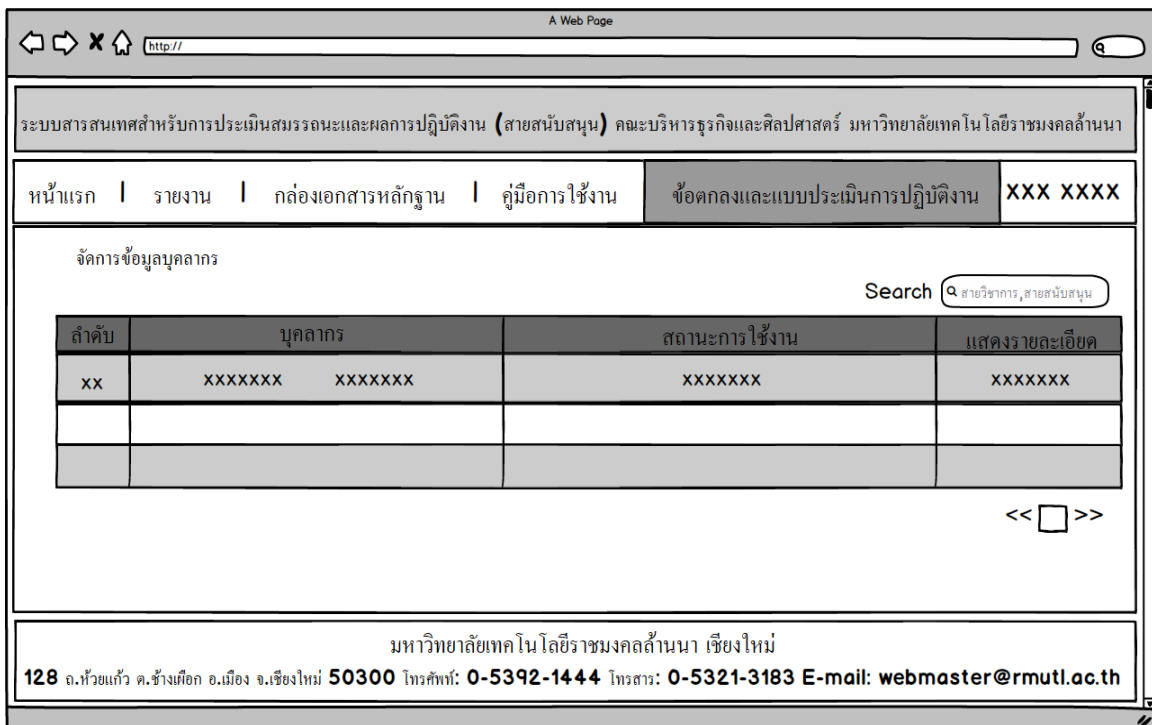 A Web Page
http://
ระบบสารสนเทศสำหรับการประเมินสมรรถนะและผลการปฎิบัติงาน (สายสนับสนุน) คณะบริหารธุรกิจและศิลปศาสตร์ มหาวิทยาลัยเทคโนโลยีราชมงคลล้านนา
หน้าแรก | รายงาน | กล่องเอกสารหลักฐาน | คู่มือการใช้งาน ข้อตกลงและแบบประเมินการปฏิบัติงาน XXX XXXX
จัดการข้อมูลบุคลากร
Search สายวิชาการ,สายสนับสนุน
ลำดับ บุคลากร สถานะการใช้งาน แสดงรายละเอียด
xx xxxxxxx xxxxxxx xxxxxxx xxxxxxx
<< >>
มหาวิทยาลัยเทคโนโลยีราชมงคลล้านนา เชียงใหม่
128 ถ.ห้วยแก้ว ต.ช้างเผือก อ.เมือง จ.เชียงใหม่ 50300 โทรศัพท์: 0-5392-1444 โทรสาร: 0-5321-3183 E-mail: webmaster@rmutl.ac.th